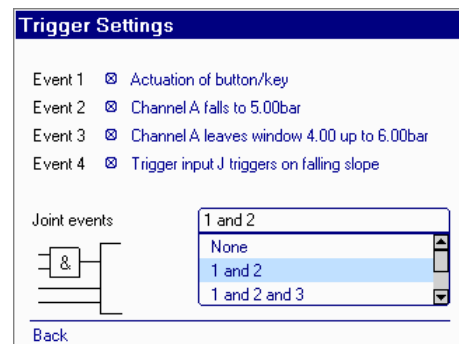 Trigger Settings
Event 1 Actuation of button/key
Event 2 Channel A falls to 5.00bar
Event 3 Channel A leaves window 4.00 up to 6.00bar
Event 4 Trigger input J triggers on falling slope
Joint events 1 and 2
None
& 1 and 2
1 and 2 and 3
Back